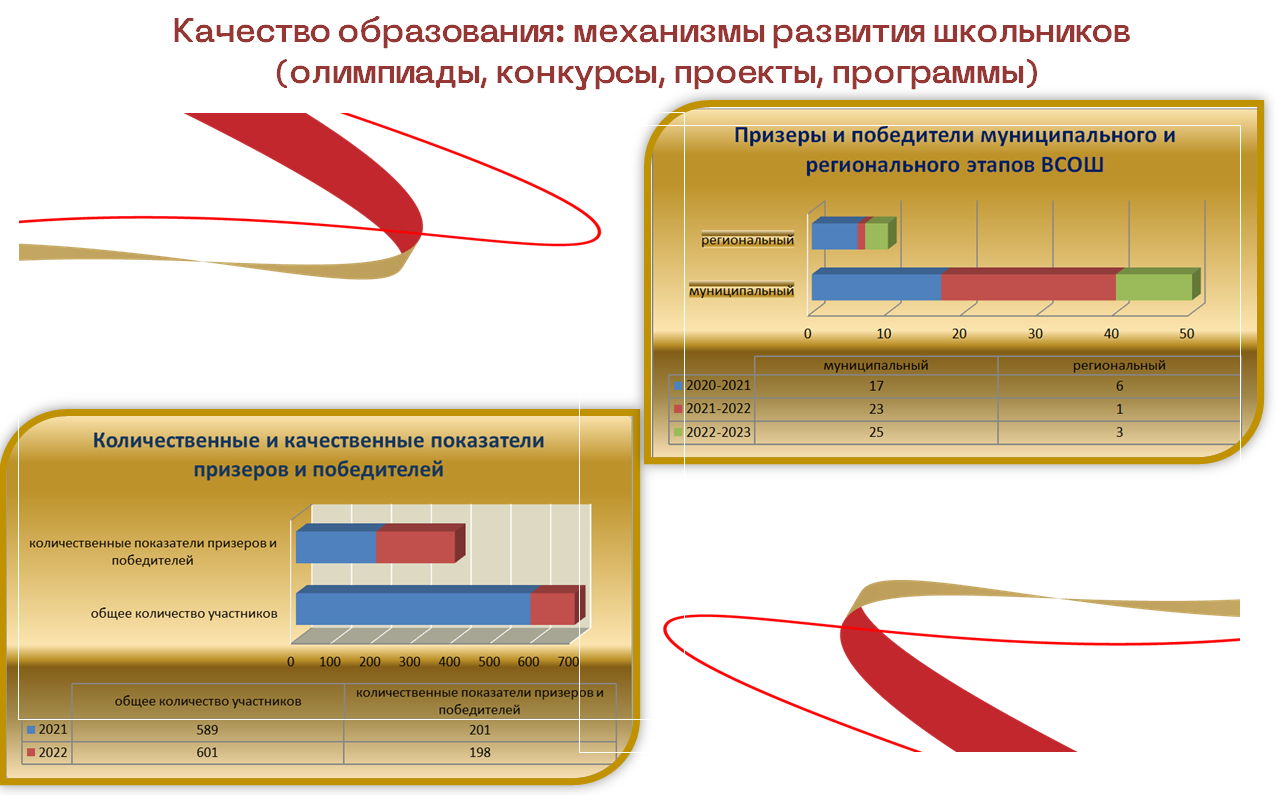 Качество образования: механизмы развития школьников
(олимпиады, конкурсы, проекты, программы)
Призеры и победители муниципального и
регионального этапов ВСОШ
региональный
муниципальный
0 10 20 30 40 50
муниципальный региональный
2020-2021 17 6
2021-2022 23 1
2022-2023 25 3
Количественные и качественные показатели
призеров и победителей
количественные показатели призеров и
победителей
общее количество участников
0 100 200 300 400 500 600 700
общее количество участников
количественные показатели призеров и
победителей
2021 589 201
2022 601 198